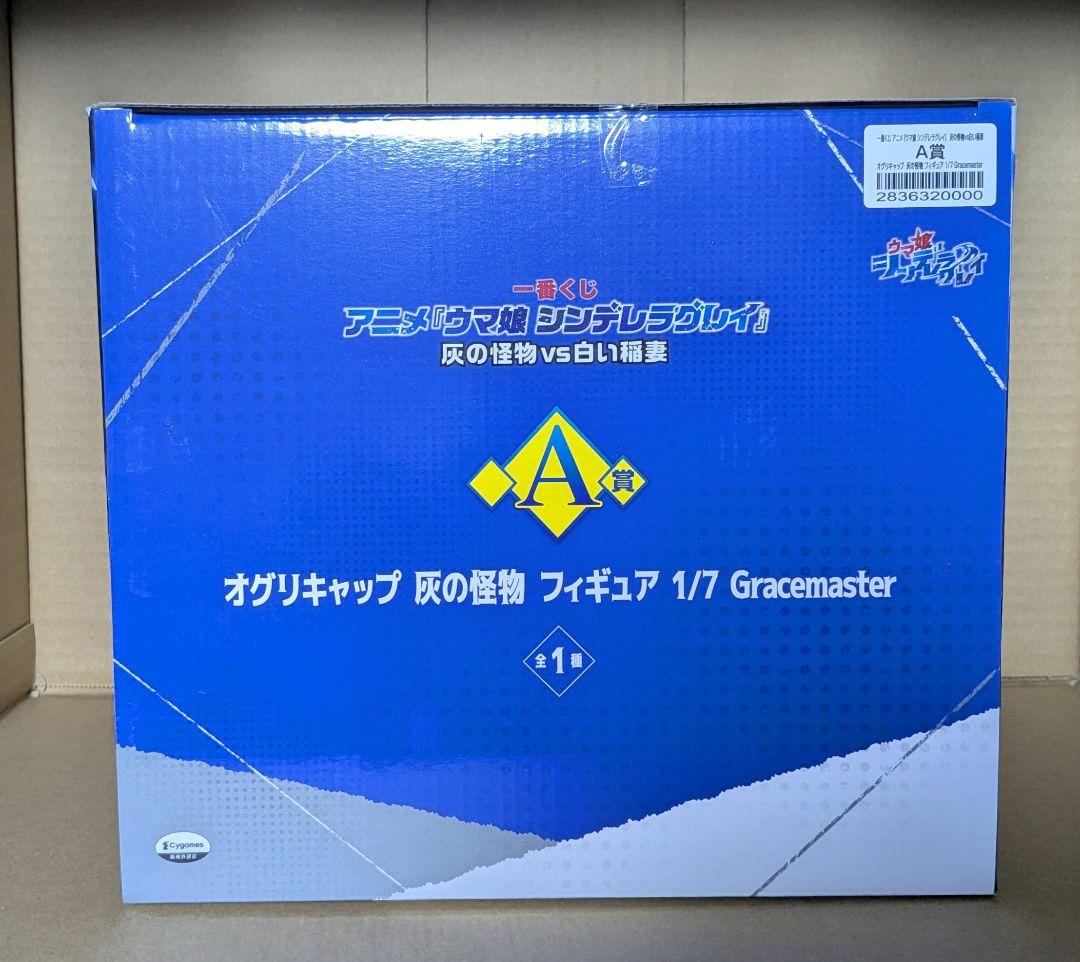 一番くじ アニメ『ウマ娘 シンデレラグレイ』 灰の怪物vs白い稲妻
A賞
オグリキャップ 灰の怪物 フィギュア 1/7 Gracemaster
2836320000
ウマ娘
シンデレラグレイ
一番くじ
アニメ『ウマ娘 シンデレラグレイ』
灰の怪物vs白い稲妻
A賞
オグリキャップ 灰の怪物 フィギュア 1/7 Gracemaster
全1種
Cygames